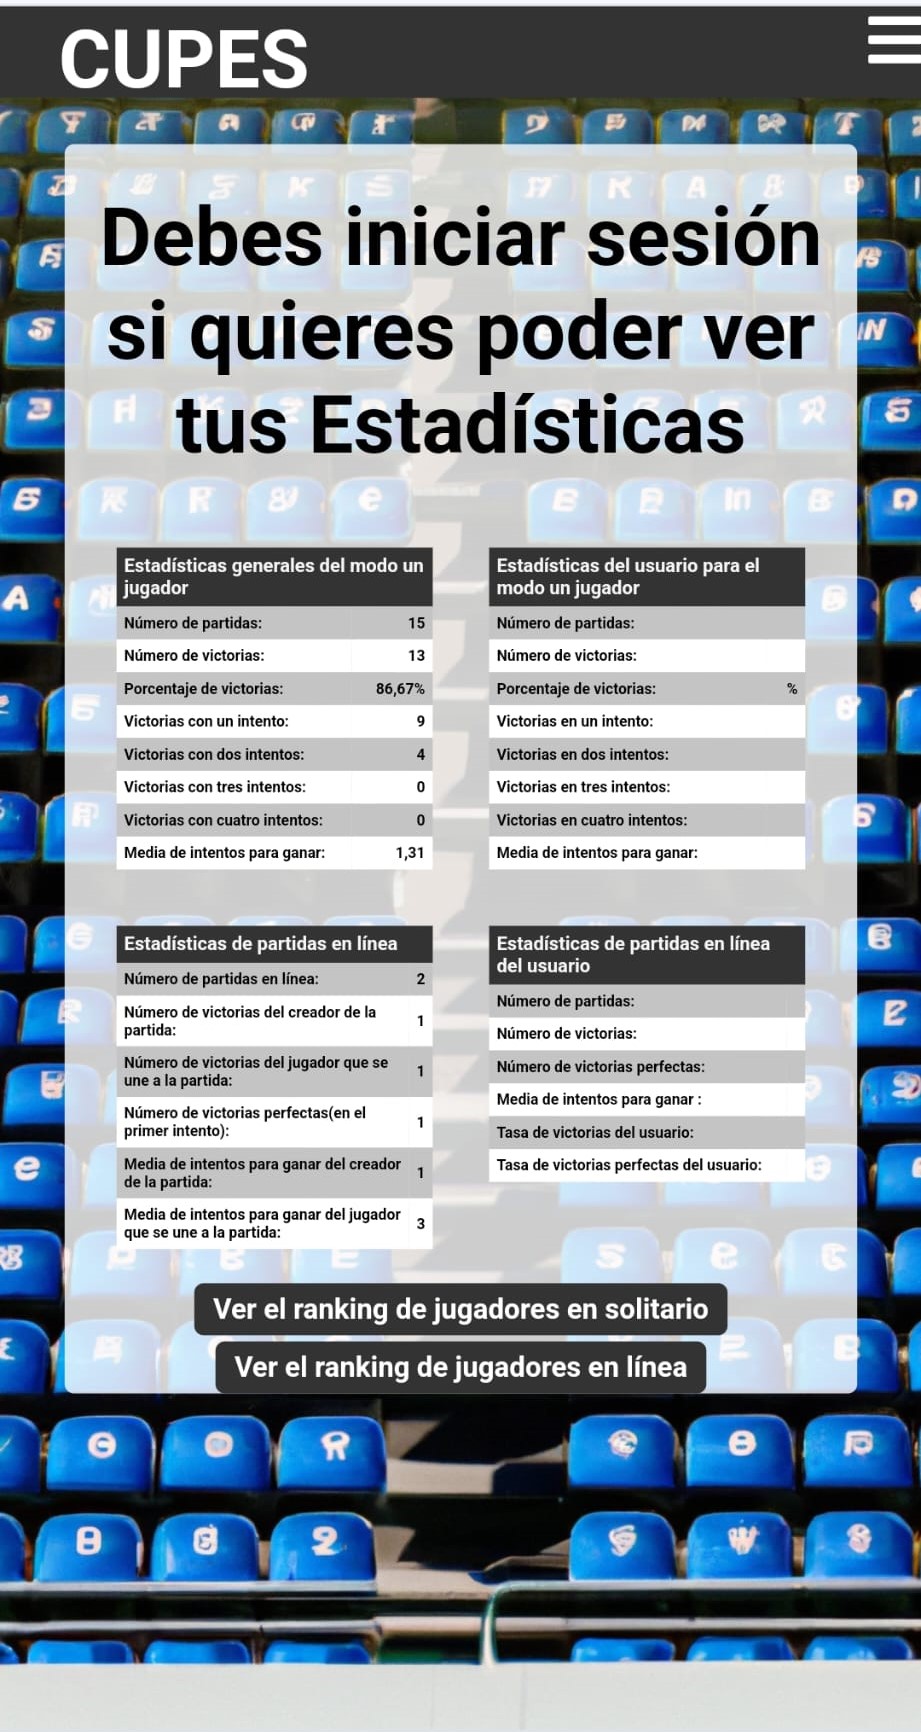 CUPES
Debes iniciar sesión
si quieres poder ver
tus Estadísticas
Estadísticas generales del modo un
jugador
Número de partidas: 15
Número de victorias: 13
Porcentaje de victorias: 86,67%
Victorias con un intento: 9
Victorias con dos intentos: 4
Victorias con tres intentos: 0
Victorias con cuatro intentos: 0
Media de intentos para ganar: 1,31
Estadísticas del usuario para el
modo un jugador
Número de partidas:
Número de victorias:
Porcentaje de victorias: %
Victorias en un intento:
Victorias en dos intentos:
Victorias en tres intentos:
Victorias en cuatro intentos:
Media de intentos para ganar:
Estadísticas de partidas en línea
Número de partidas en línea: 2
Número de victorias del creador de la
partida: 1
Número de victorias del jugador que se
une a la partida: 1
Número de victorias perfectas(en el
primer intento): 1
Media de intentos para ganar del creador
de la partida: 1
Media de intentos para ganar del jugador
que se une a la partida: 3
Estadísticas de partidas en línea
del usuario
Número de partidas:
Número de victorias:
Número de victorias perfectas:
Media de intentos para ganar :
Tasa de victorias del usuario:
Tasa de victorias perfectas del usuario:
Ver el ranking de jugadores en solitario
Ver el ranking de jugadores en línea